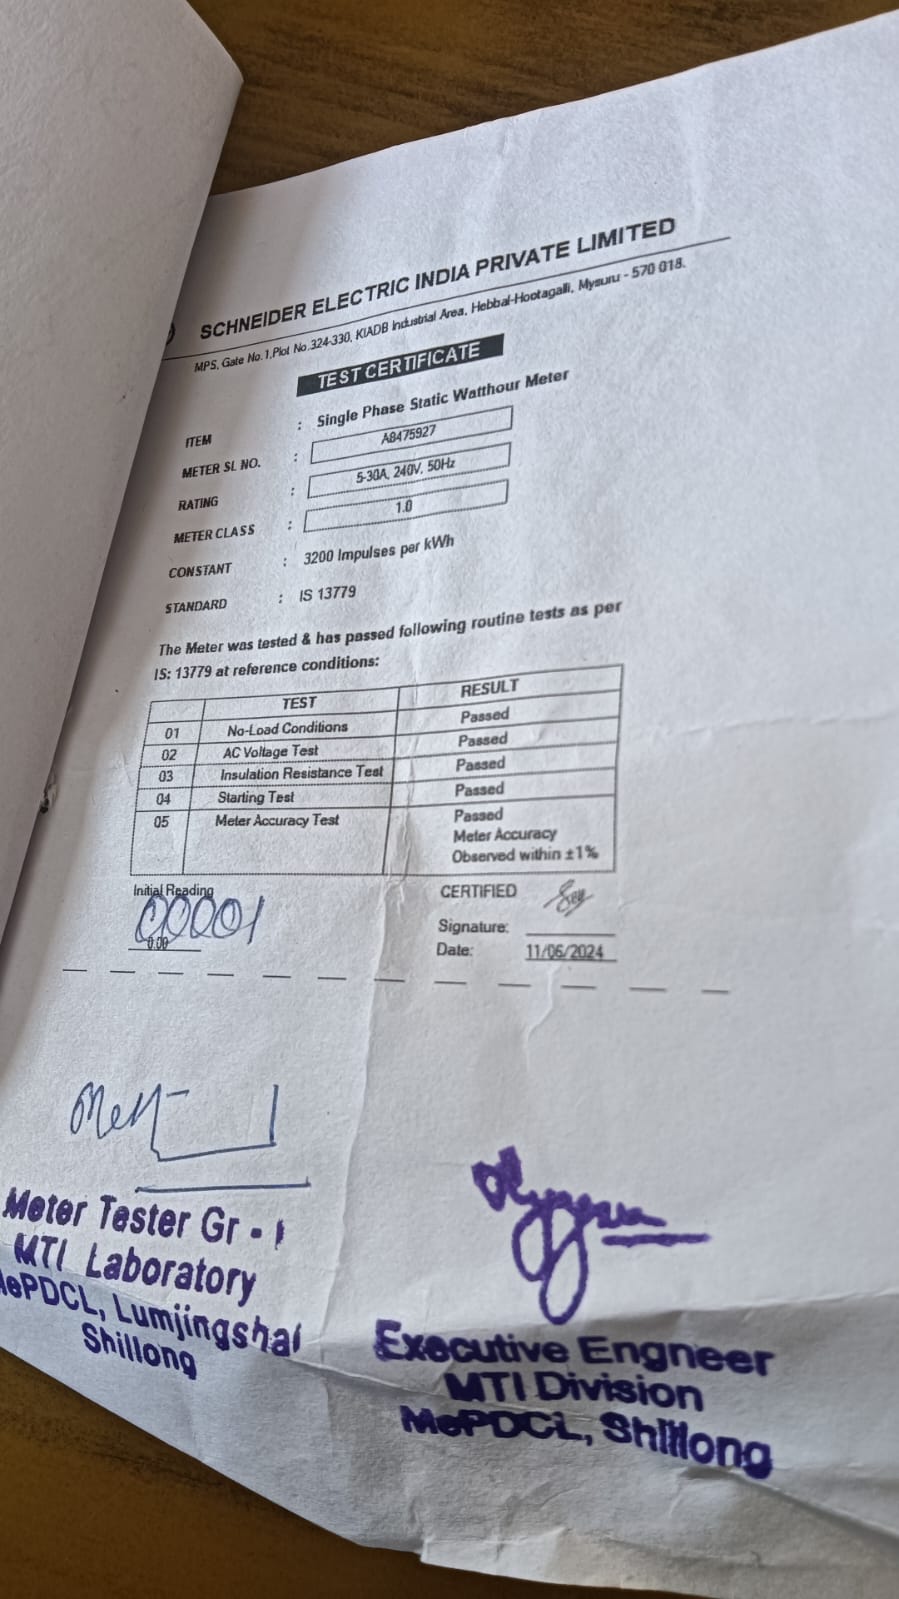 SCHNEIDER ELECTRIC INDIA PRIVATE LIMITED
MPS, Gate No.1,Plot No.324-330, KIADB Industrial Area, Hebbal-Hootagalli, Mysuru - 570 018.
TEST CERTIFICATE
ITEM : Single Phase Static Watthour Meter
METER SL NO. : A8475927
RATING : 5-30A, 240V, 50Hz
METER CLASS : 1.0
CONSTANT : 3200 Impulses per kWh
STANDARD : IS 13779
The Meter was tested & has passed following routine tests as per
IS: 13779 at reference conditions:
TEST RESULT
01 No-Load Conditions Passed
02 AC Voltage Test Passed
03 Insulation Resistance Test Passed
04 Starting Test Passed
05 Meter Accuracy Test Passed
Meter Accuracy
Observed within ±1%
Initial Reading CERTIFIED
00001
0.00
Signature:
Date: 11/06/2024
Meter Tester Gr - I
MTI Laboratory
MePDCL, Lumjingshai
Shillong
Executive Engneer
MTI Division
MePDCL, Shillong